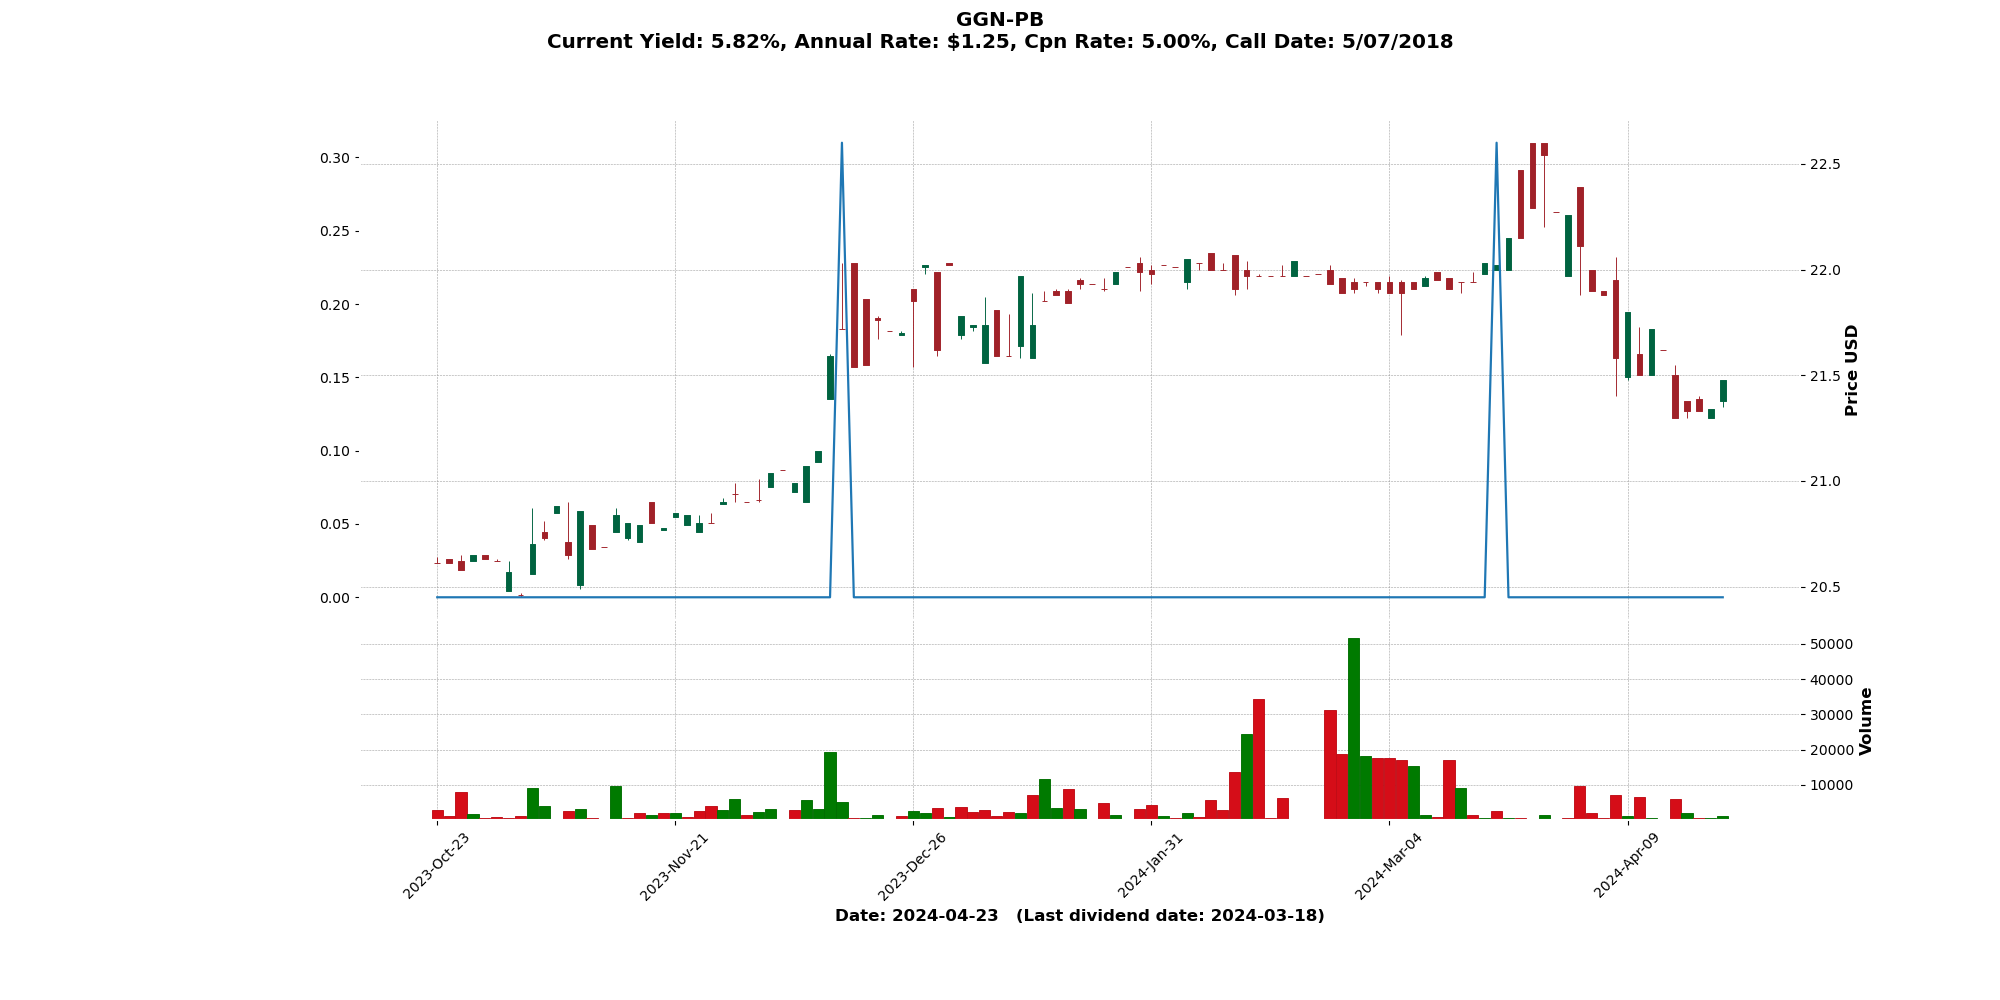 GGN-PB
Current Yield: 5.82%, Annual Rate: $1.25, Cpn Rate: 5.00%, Call Date: 5/07/2018
0.30
0.25
0.20
0.15
0.10
0.05
0.00
22.5
22.0
21.5
21.0
20.5
Price USD
50000
40000
30000
20000
10000
Volume
2023-Oct-23
2023-Nov-21
2023-Dec-26
2024-Jan-31
2024-Mar-04
2024-Apr-09
Date: 2024-04-23 (Last dividend date: 2024-03-18)